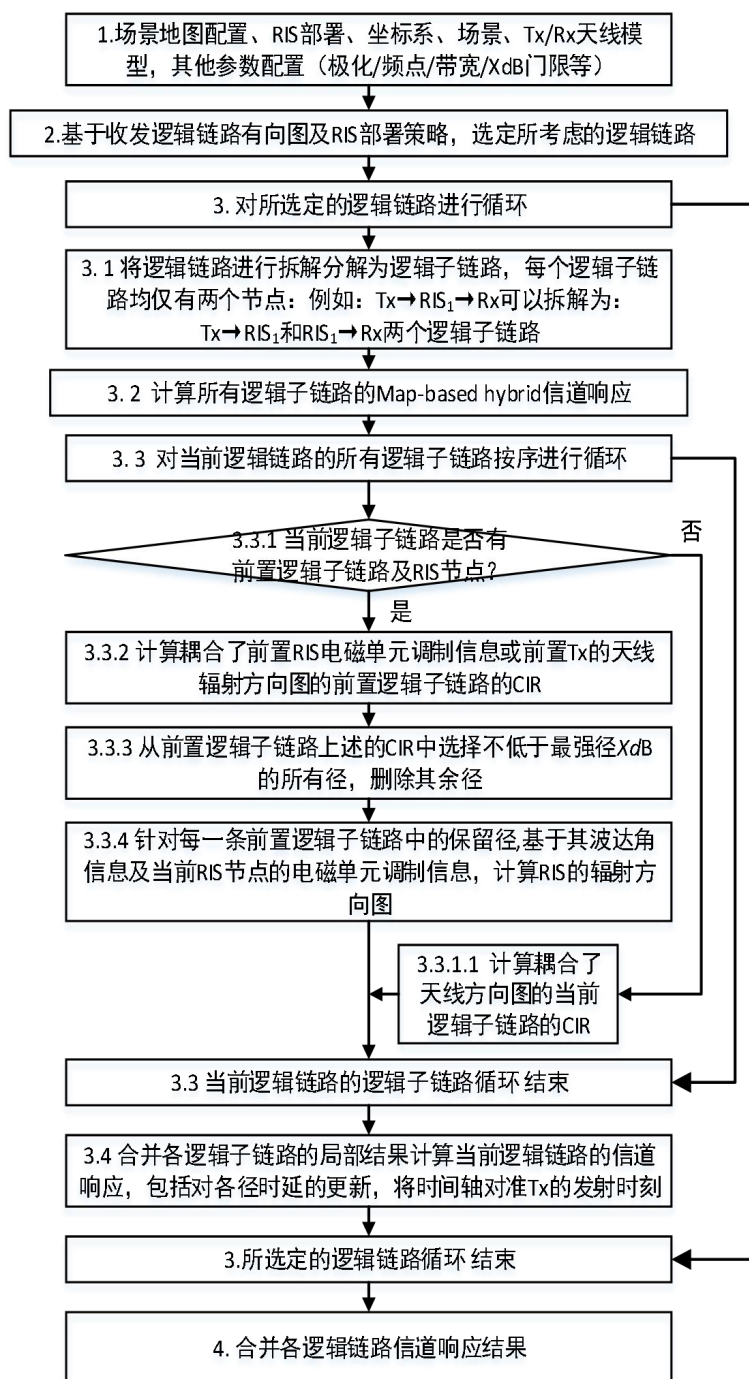 1.场景地图配置、RIS部署、坐标系、场景、Tx/Rx天线模
型，其他参数配置（极化/频点/带宽/XdB门限等）
2.基于收发逻辑链路有向图及RIS部署策略，选定所考虑的逻辑链路
3. 对所选定的逻辑链路进行循环
3. 1 将逻辑链路进行拆解分解为逻辑子链路，每个逻辑子链
路均仅有两个节点：例如：Tx→RIS₁→Rx可以拆解为：
Tx→RIS₁和RIS₁→Rx两个逻辑子链路
3. 2 计算所有逻辑子链路的Map-based hybrid信道响应
3. 3 对当前逻辑链路的所有逻辑子链路按序进行循环
3.3.1 当前逻辑子链路是否有
前置逻辑子链路及RIS节点？
否
是
3.3.2 计算耦合了前置RIS电磁单元调制信息或前置Tx的天线
辐射方向图的前置逻辑子链路的CIR
3.3.3 从前置逻辑子链路上述的CIR中选择不低于最强径XdB
的所有径，删除其余径
3.3.4 针对每一条前置逻辑子链路中的保留径,基于其波达角
信息及当前RIS节点的电磁单元调制信息，计算RIS的辐射方
向图
3.3.1.1 计算耦合了
天线方向图的当前
逻辑子链路的CIR
3.3 当前逻辑链路的逻辑子链路循环 结束
3.4 合并各逻辑子链路的局部结果计算当前逻辑链路的信道
响应，包括对各径时延的更新，将时间轴对准Tx的发射时刻
3.所选定的逻辑链路循环 结束
4. 合并各逻辑链路信道响应结果